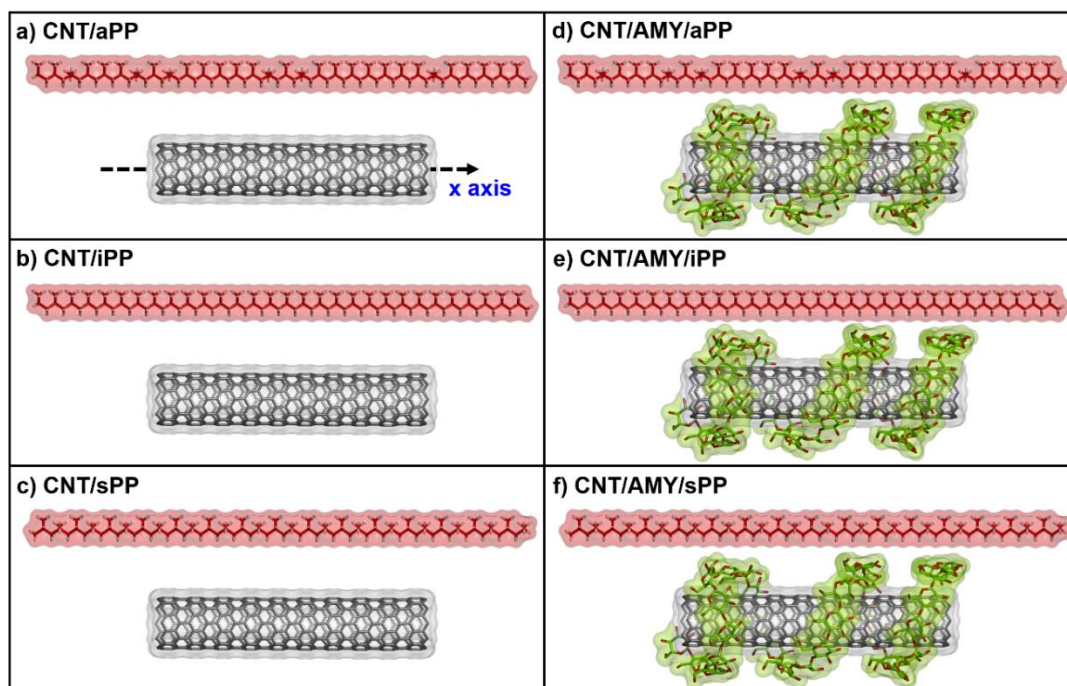 a) CNT/aPP
x axis
b) CNT/iPP
c) CNT/sPP
d) CNT/AMY/aPP
e) CNT/AMY/iPP
f) CNT/AMY/sPP